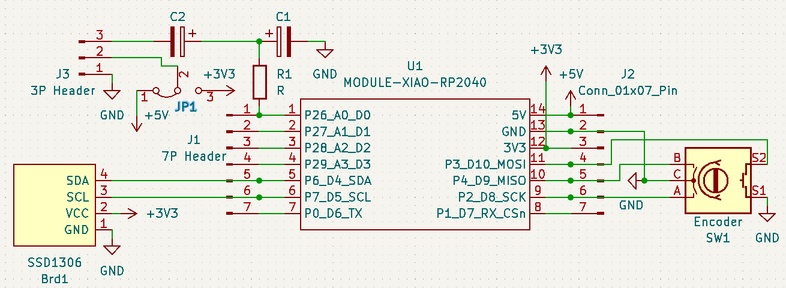 C2
C1
+
+
3
2
1
J3
3P Header
GND
GND
2
1
3
JP1
+3V3
+5V
R1
R
U1
MODULE-XIAO-RP2040
+3V3
+5V
J2
Conn_01x07_Pin
J1
7P Header
1 1 P26_A0_D0 5V 14 1
2 2 P27_A1_D1 GND 13 2
3 3 P28_A2_D2 3V3 12 3
4 4 P29_A3_D3 P3_D10_MOSI 11 4
5 5 P6_D4_SDA P4_D9_MISO 10 5
6 6 P7_D5_SCL P2_D8_SCK 9 6
7 7 P0_D6_TX P1_D7_RX_CSn 8 7
SDA 4
SCL 3
VCC 2
GND 1
+3V3
GND
SSD1306
Brd1
GND
B
C
A
S2
S1
Encoder
SW1
GND